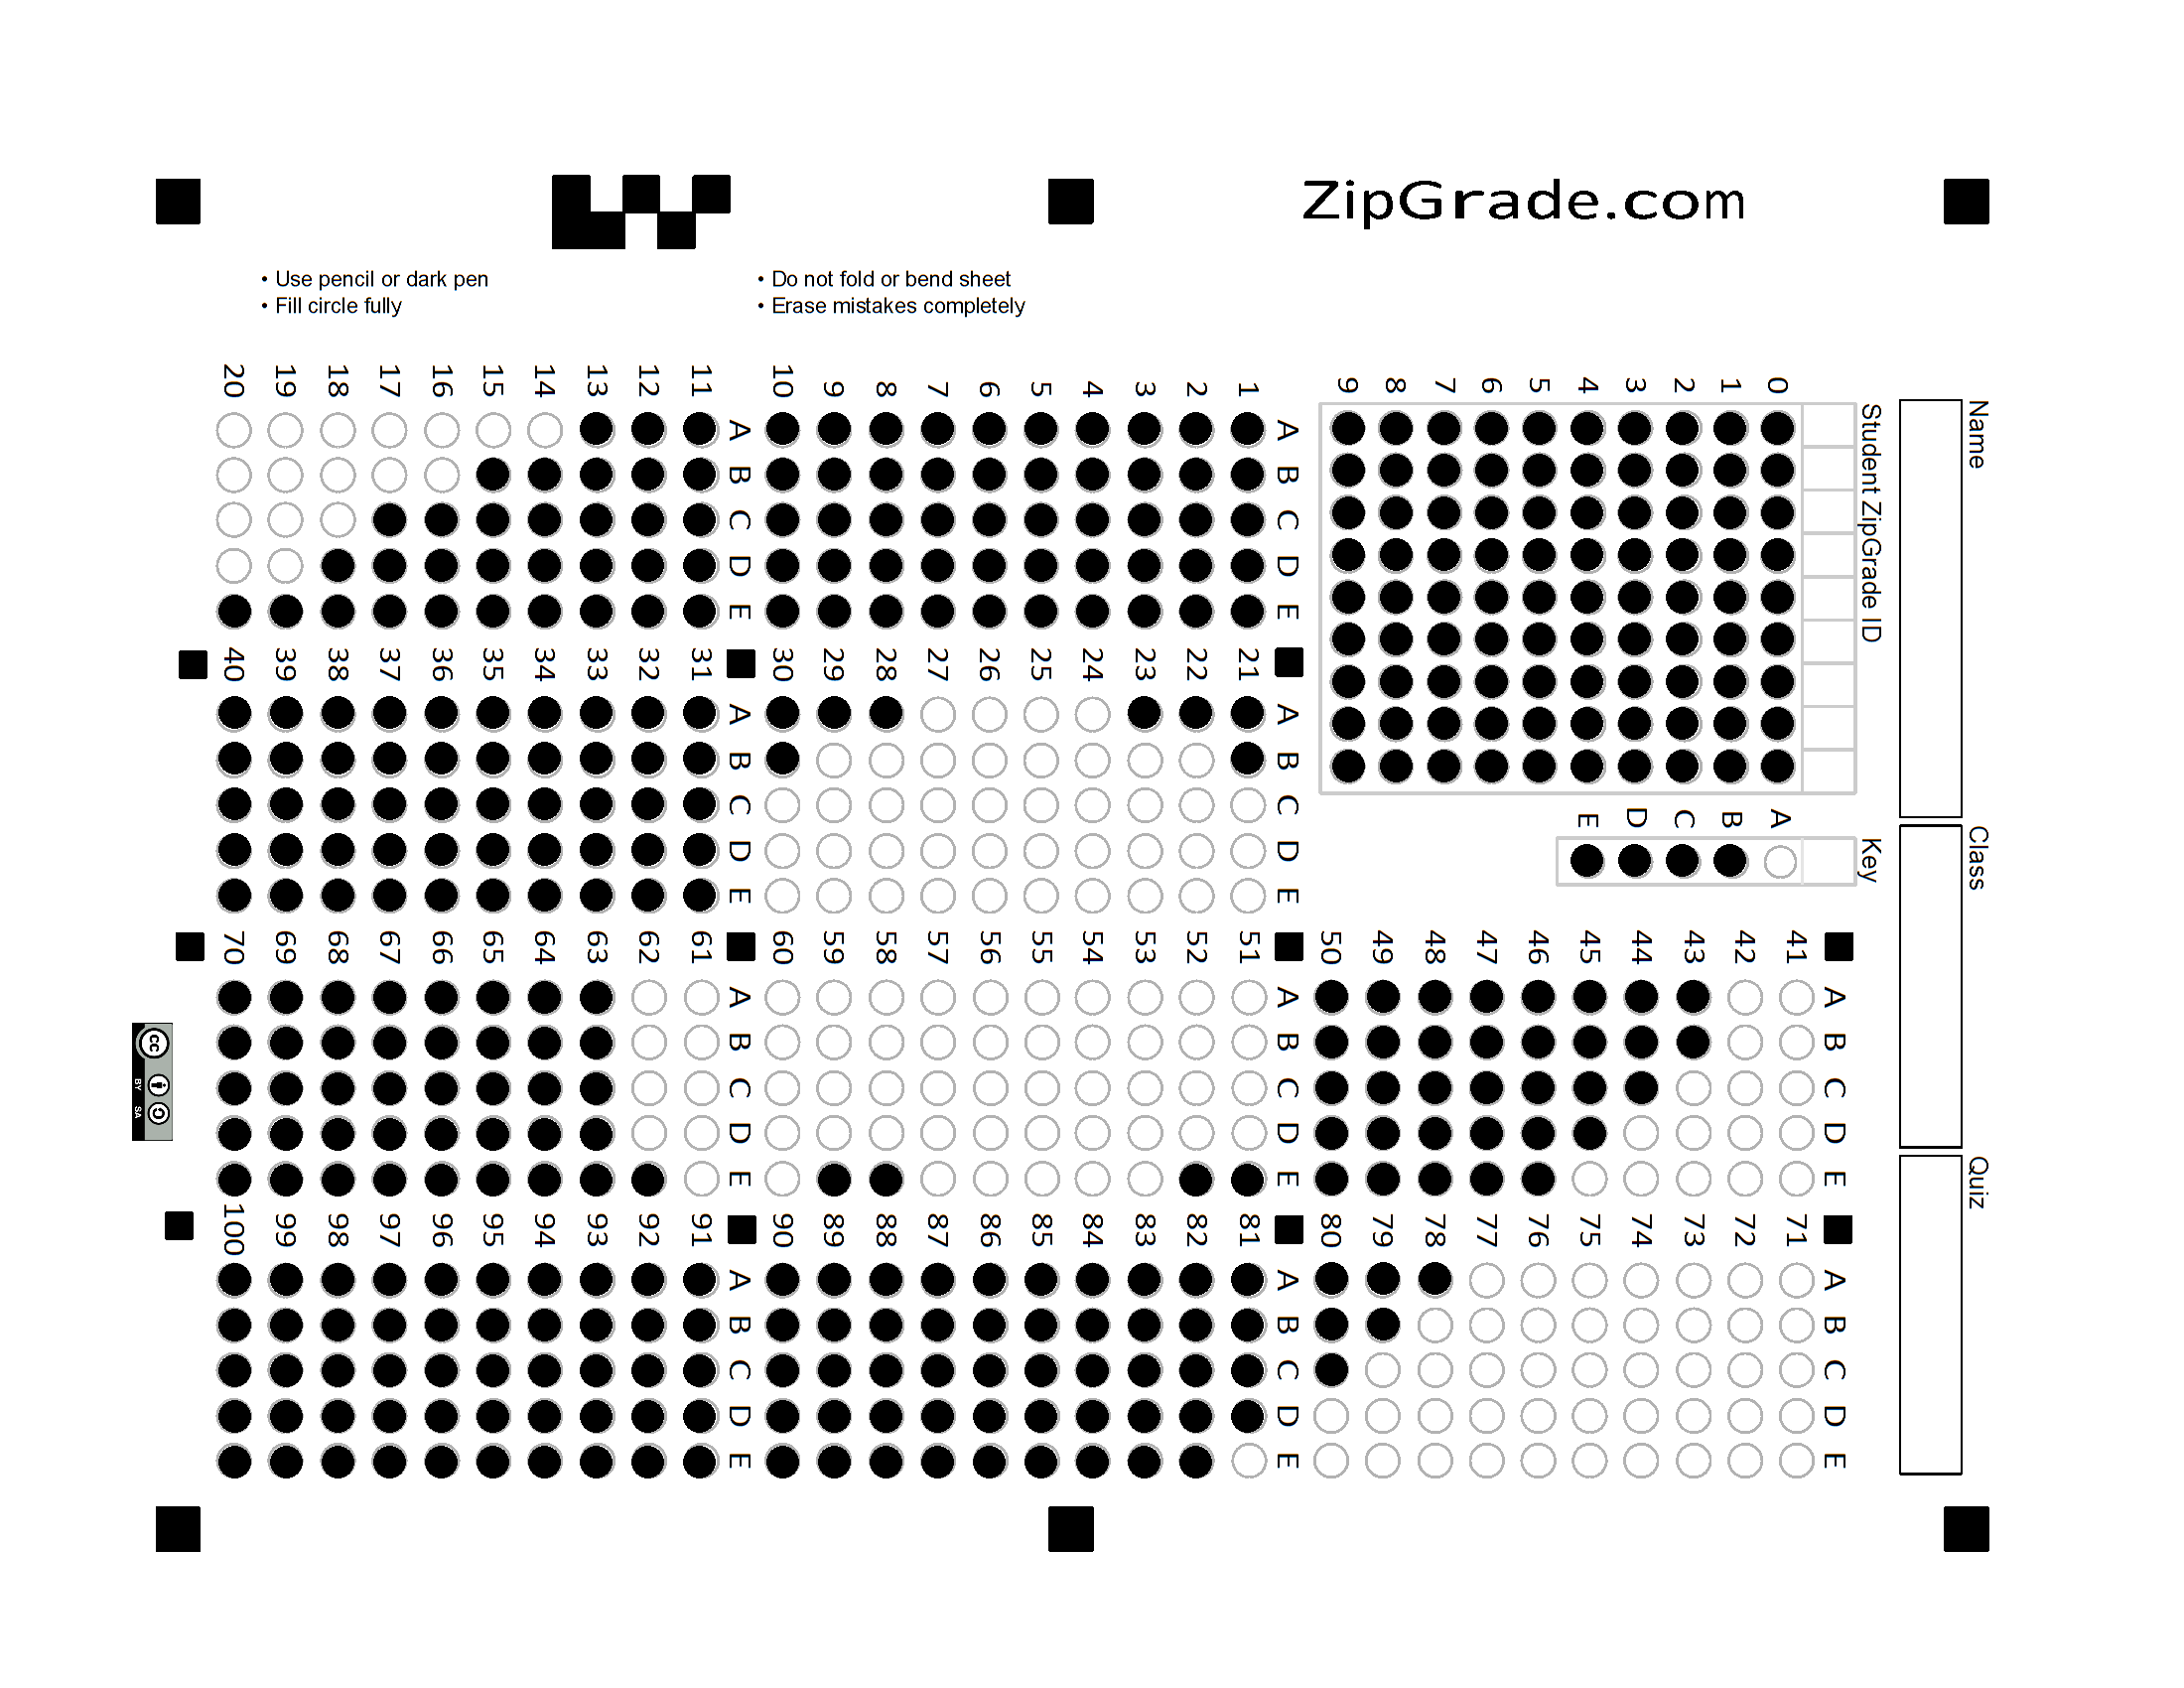 ZipGrade.com
• Use pencil or dark pen
• Fill circle fully
• Do not fold or bend sheet
• Erase mistakes completely
Name
Class
Quiz
Student ZipGrade ID
0 1 2 3 4 5 6 7 8 9
Key
A B C D E
A B C D E
1 2 3 4 5 6 7 8 9 10
A B C D E
11 12 13 14 15 16 17 18 19 20
A B C D E
21 22 23 24 25 26 27 28 29 30
A B C D E
31 32 33 34 35 36 37 38 39 40
A B C D E
41 42 43 44 45 46 47 48 49 50
A B C D E
51 52 53 54 55 56 57 58 59 60
A B C D E
61 62 63 64 65 66 67 68 69 70
A B C D E
71 72 73 74 75 76 77 78 79 80
A B C D E
81 82 83 84 85 86 87 88 89 90
A B C D E
91 92 93 94 95 96 97 98 99 100
cc
BY SA